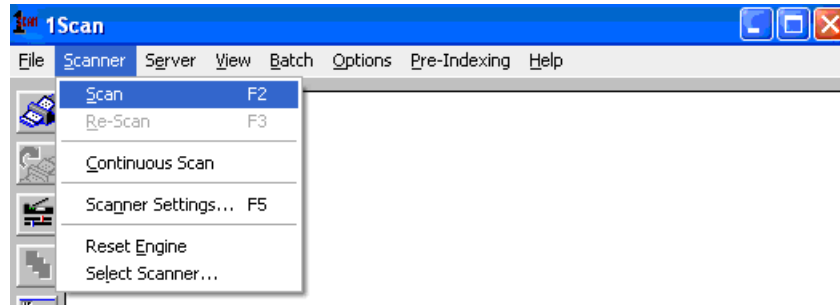 1Scan
File Scanner Server View Batch Options Pre-Indexing Help
Scan F2
Re-Scan F3
Continuous Scan
Scanner Settings... F5
Reset Engine
Select Scanner...